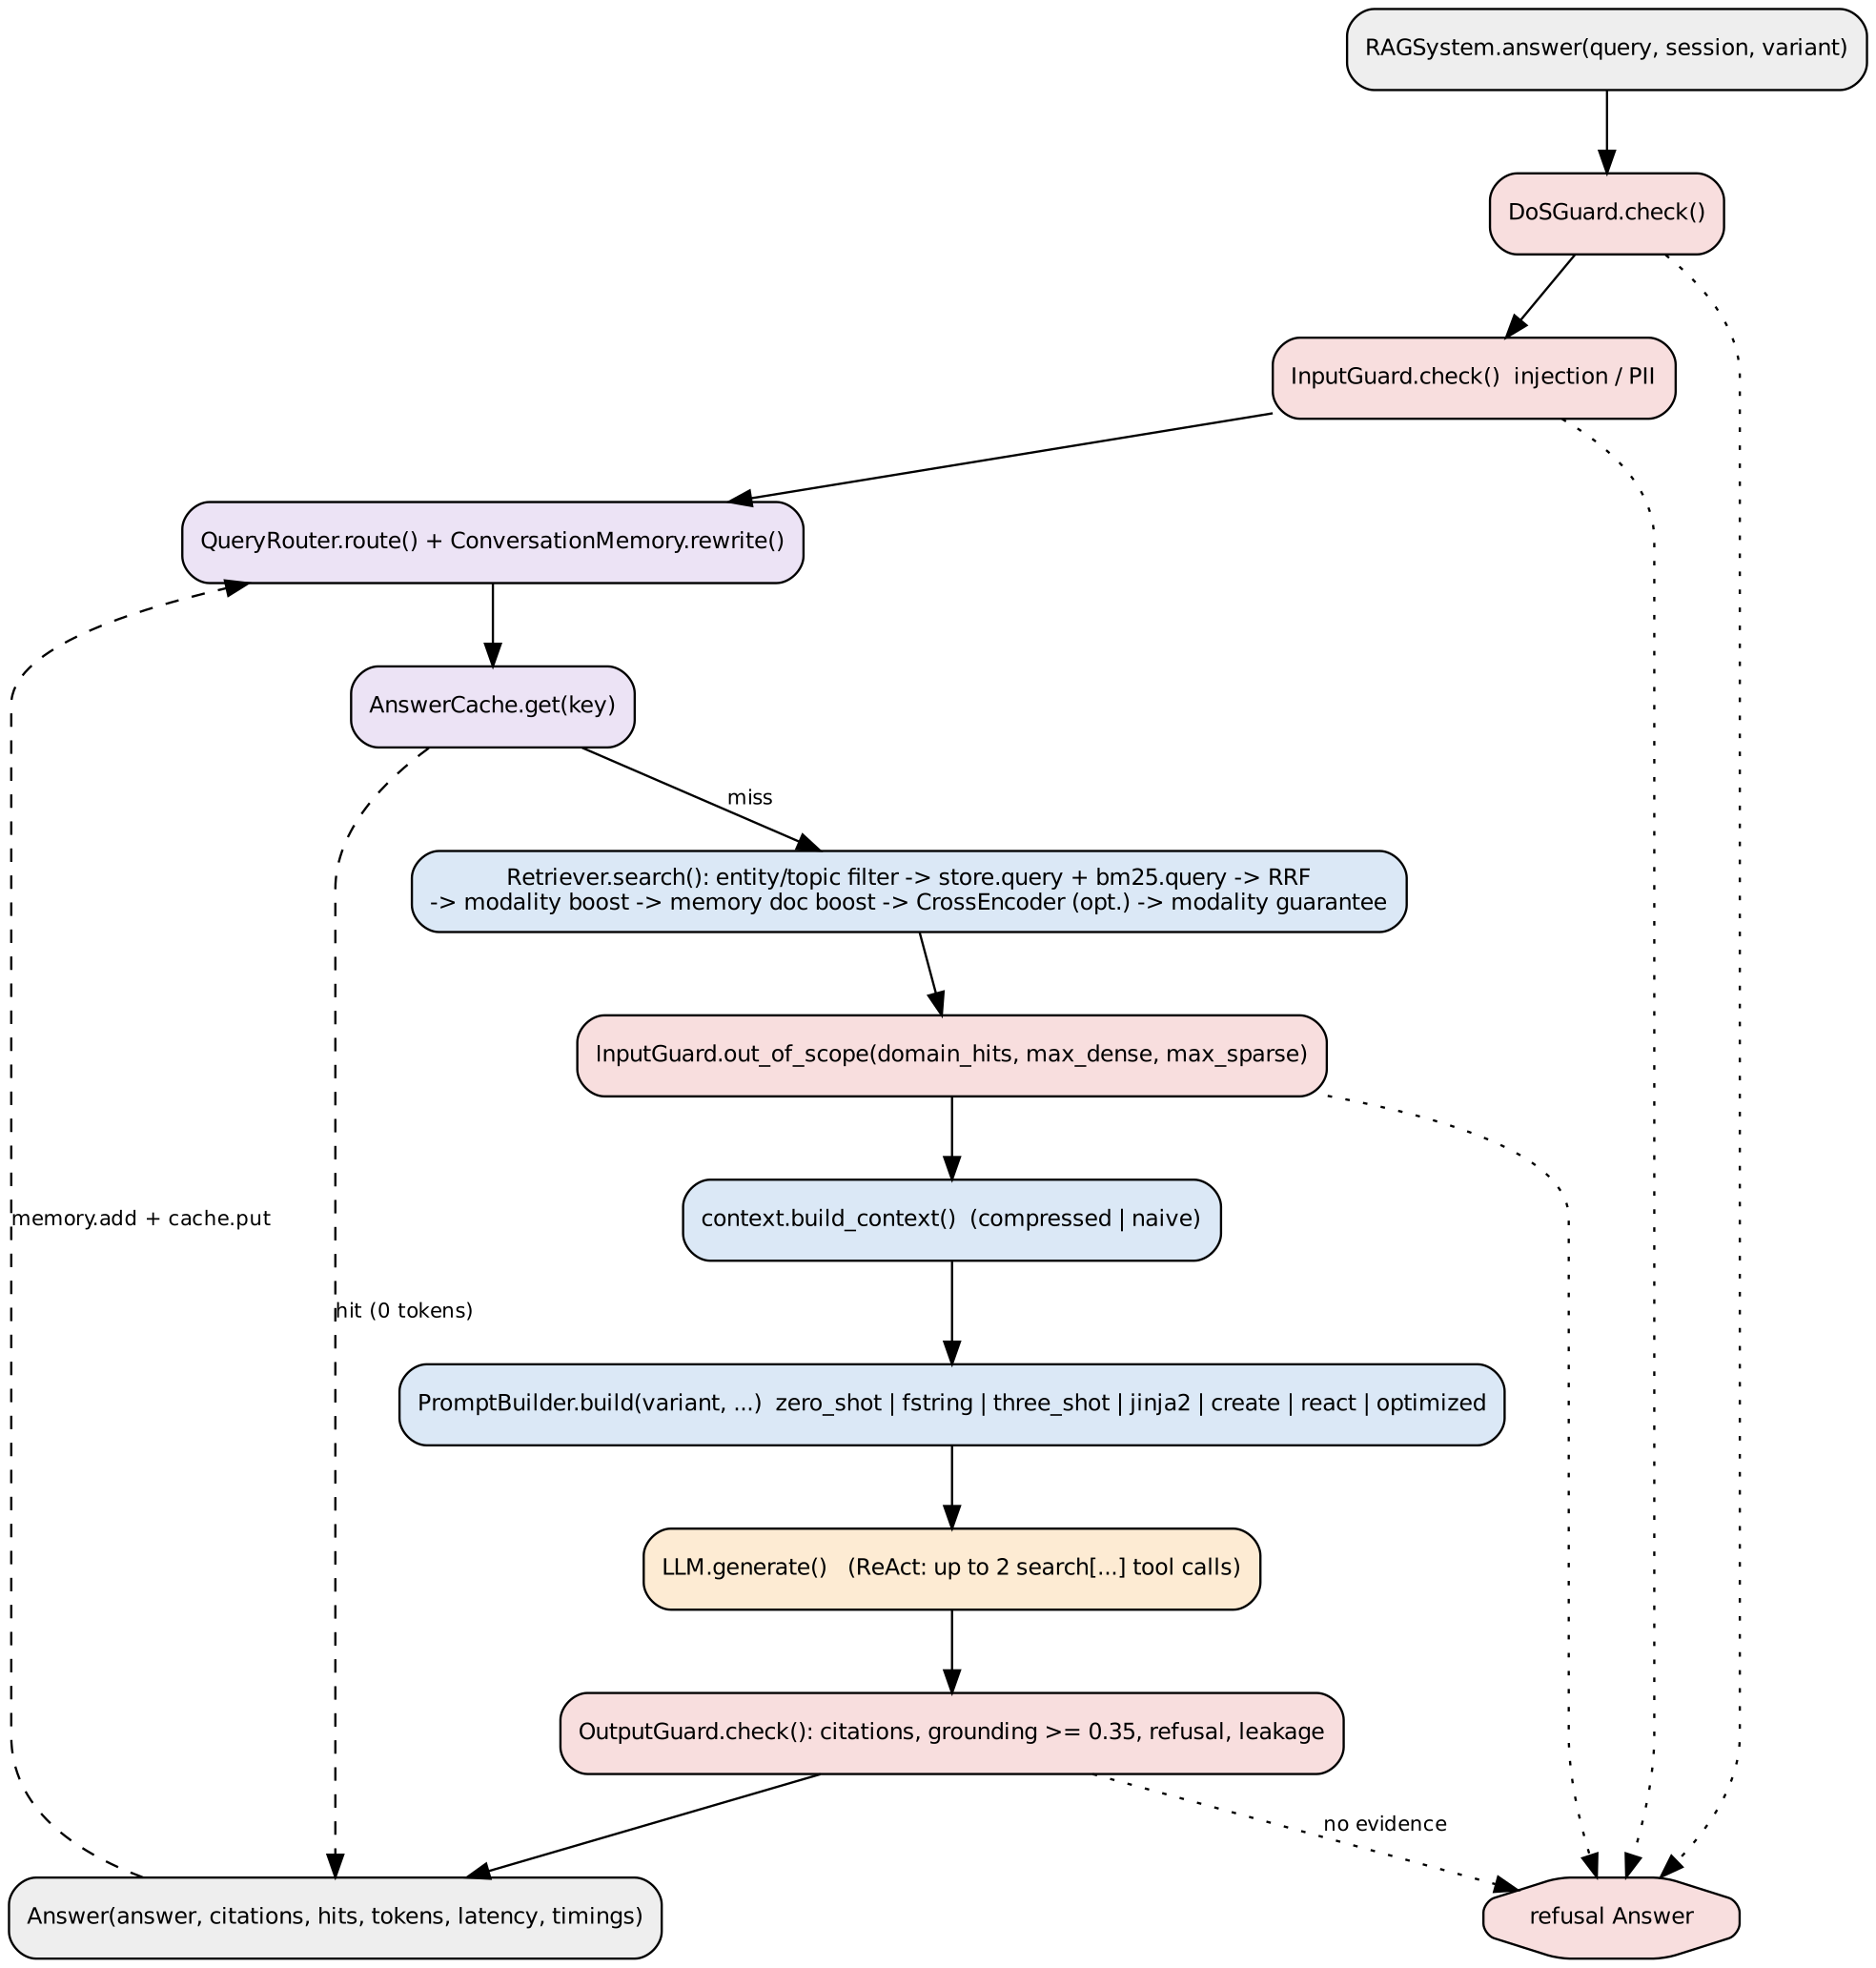 RAGSystem.answer(query, session, variant)
DoSGuard.check()
InputGuard.check()  injection / PII
QueryRouter.route() + ConversationMemory.rewrite()
AnswerCache.get(key)
miss
Retriever.search(): entity/topic filter -> store.query + bm25.query -> RRF
-> modality boost -> memory doc boost -> CrossEncoder (opt.) -> modality guarantee
InputGuard.out_of_scope(domain_hits, max_dense, max_sparse)
context.build_context()  (compressed | naive)
memory.add + cache.put
hit (0 tokens)
PromptBuilder.build(variant, ...)  zero_shot | fstring | three_shot | jinja2 | create | react | optimized
LLM.generate()   (ReAct: up to 2 search[...] tool calls)
OutputGuard.check(): citations, grounding >= 0.35, refusal, leakage
no evidence
Answer(answer, citations, hits, tokens, latency, timings)
refusal Answer